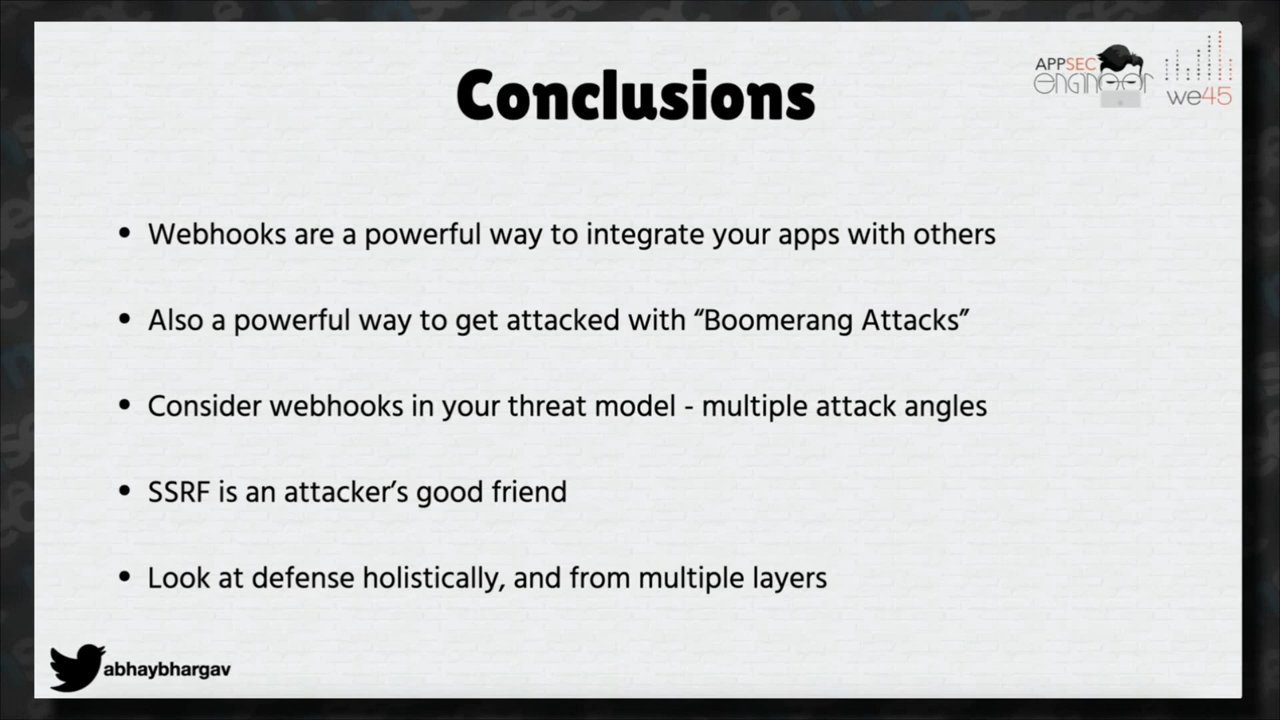 Conclusions
APPSEC
engineer
we45
• Webhooks are a powerful way to integrate your apps with others
• Also a powerful way to get attacked with “Boomerang Attacks”
• Consider webhooks in your threat model - multiple attack angles
• SSRF is an attacker’s good friend
• Look at defense holistically, and from multiple layers
abhaybhargav